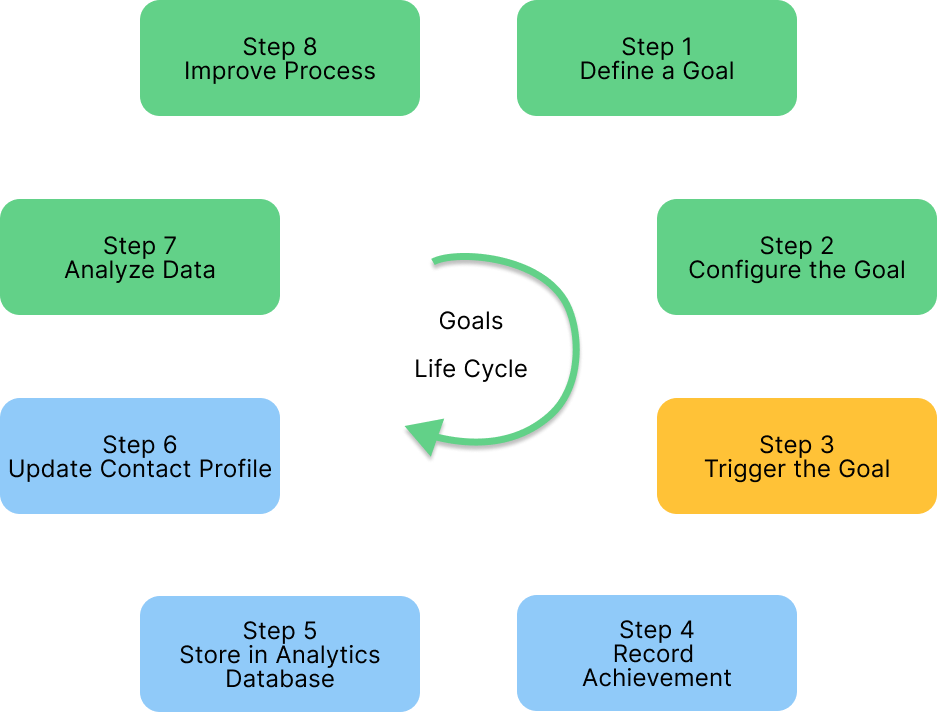 Step 8
Improve Process
Step 1
Define a Goal
Step 7
Analyze Data
Step 2
Configure the Goal
Goals
Life Cycle
Step 6
Update Contact Profile
Step 3
Trigger the Goal
Step 5
Store in Analytics
Database
Step 4
Record
Achievement